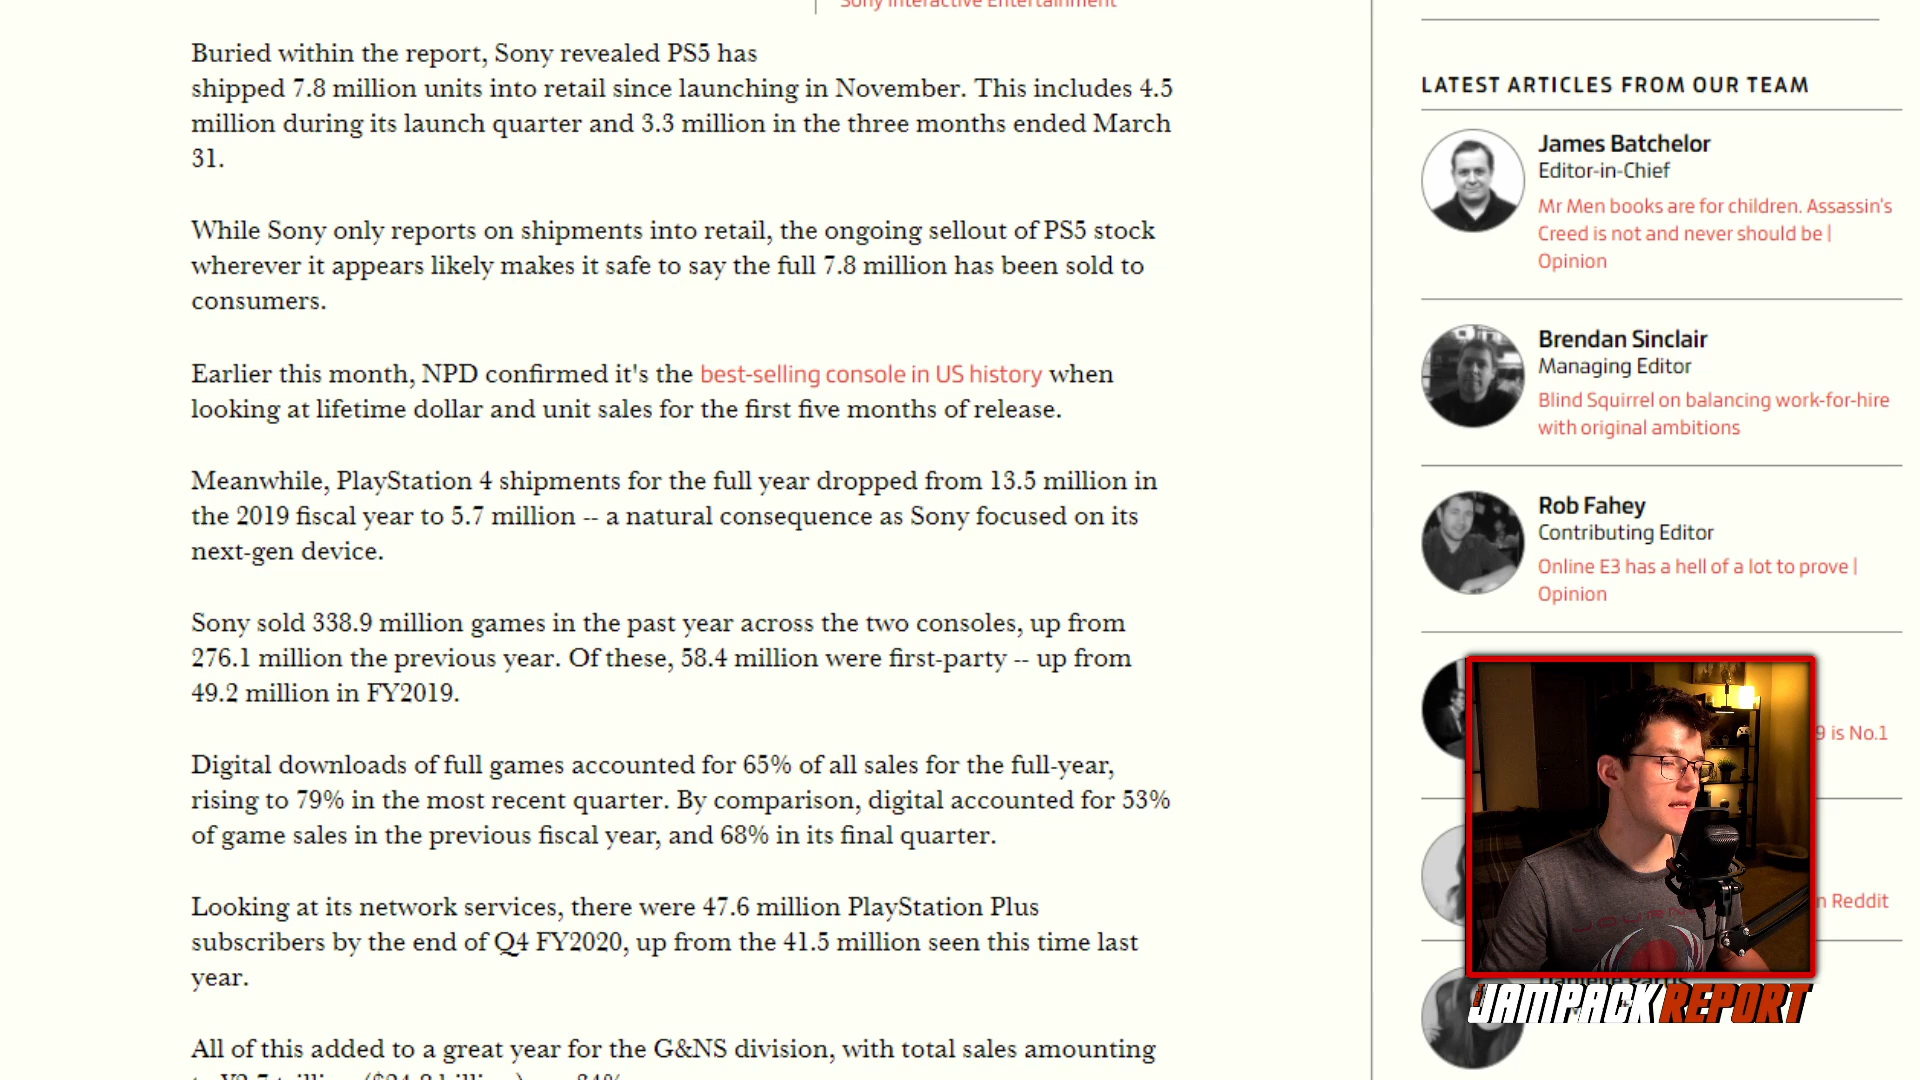 Sony Interactive Entertainment
Buried within the report, Sony revealed PS5 has
shipped 7.8 million units into retail since launching in November. This includes 4.5
million during its launch quarter and 3.3 million in the three months ended March
31.
While Sony only reports on shipments into retail, the ongoing sellout of PS5 stock
wherever it appears likely makes it safe to say the full 7.8 million has been sold to
consumers.
Earlier this month, NPD confirmed it's the best-selling console in US history when
looking at lifetime dollar and unit sales for the first five months of release.
Meanwhile, PlayStation 4 shipments for the full year dropped from 13.5 million in
the 2019 fiscal year to 5.7 million -- a natural consequence as Sony focused on its
next-gen device.
Sony sold 338.9 million games in the past year across the two consoles, up from
276.1 million the previous year. Of these, 58.4 million were first-party -- up from
49.2 million in FY2019.
Digital downloads of full games accounted for 65% of all sales for the full-year,
rising to 79% in the most recent quarter. By comparison, digital accounted for 53%
of game sales in the previous fiscal year, and 68% in its final quarter.
Looking at its network services, there were 47.6 million PlayStation Plus
subscribers by the end of Q4 FY2020, up from the 41.5 million seen this time last
year.
All of this added to a great year for the G&NS division, with total sales amounting
LATEST ARTICLES FROM OUR TEAM
James Batchelor
Editor-in-Chief
Mr Men books are for children. Assassin's
Creed is not and never should be |
Opinion
Brendan Sinclair
Managing Editor
Blind Squirrel on balancing work-for-hire
with original ambitions
Rob Fahey
Contributing Editor
Online E3 has a hell of a lot to prove |
Opinion
9 is No.1
n Reddit
JAMPACK REPORT